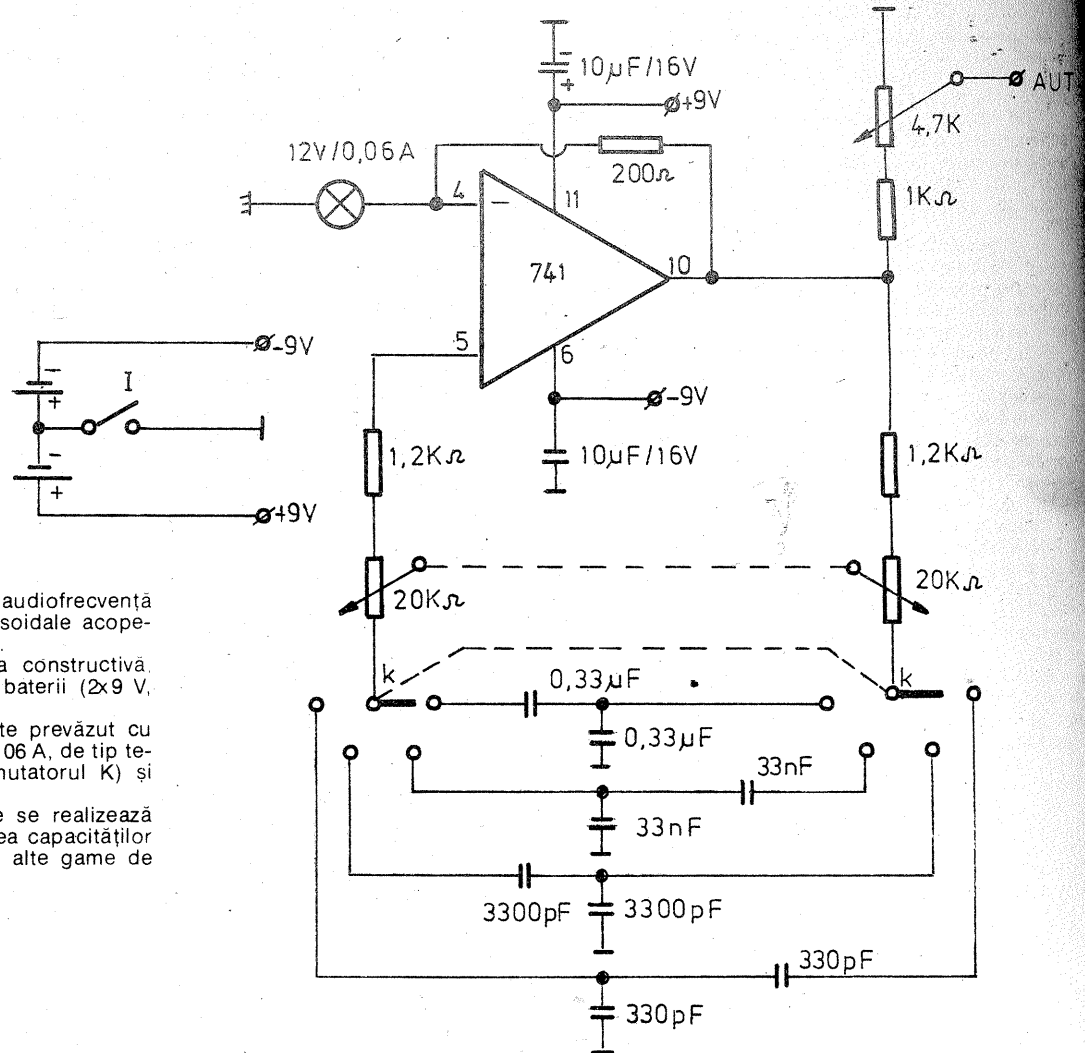 10µF/16V
+
+9V
AUT
4,7K
12V/0,06A
200Ω
1KΩ
4
−
11
741
10
5
6
-9V
-9V
I
−
+
−
+
+9V
1,2KΩ
10µF/16V
1,2KΩ
20KΩ
20KΩ
audiofrecvență
soidale acope-
a constructivă,
baterii (2x9 V,
te prevăzut cu
06 A, de tip te-
nutatorul K) și
e se realizează
ea capacităților
alte game de
k
k
0,33µF
0,33µF
33nF
33nF
3300pF
3300pF
330pF
330pF